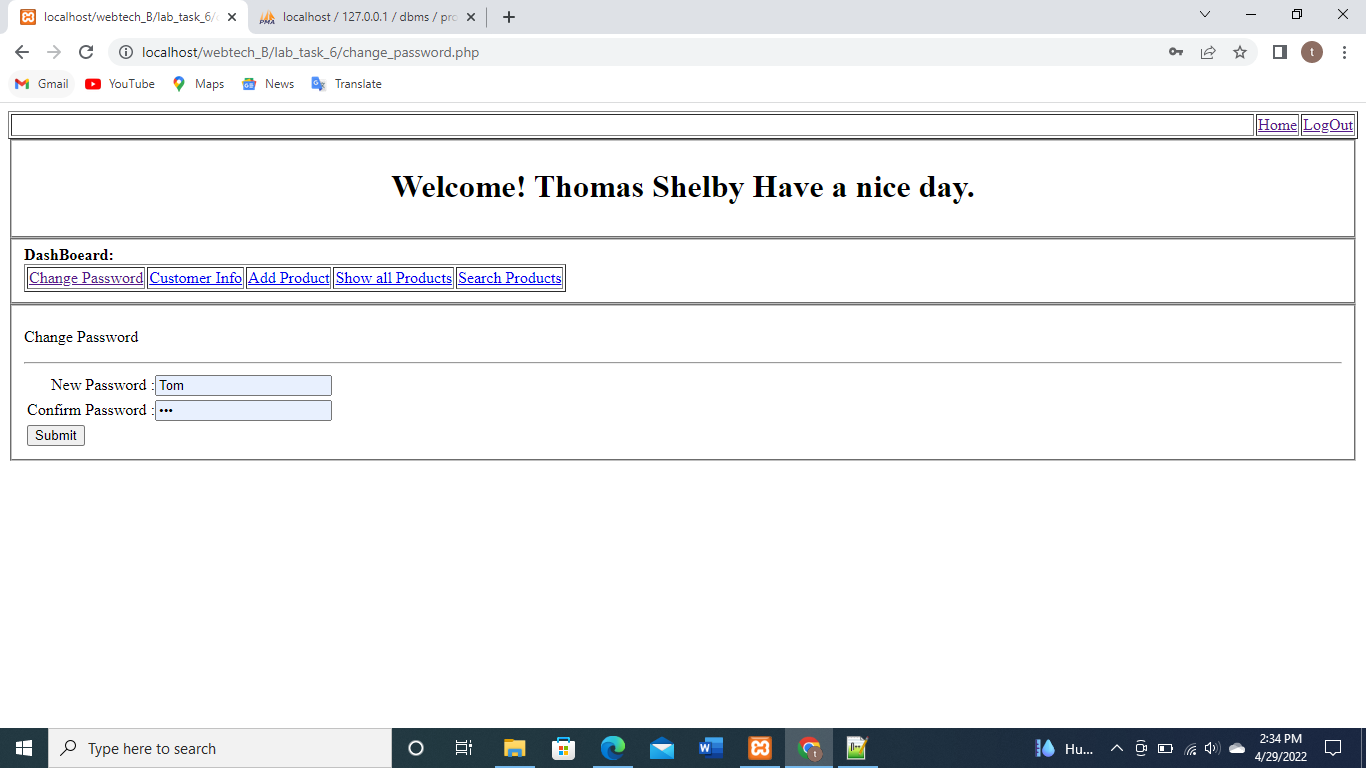 localhost/webtech_B/lab_task_6/
localhost / 127.0.0.1 / dbms / pro
localhost/webtech_B/lab_task_6/change_password.php
t
Gmail
YouTube
Maps
News
Translate
Home
LogOut
Welcome! Thomas Shelby Have a nice day.
DashBoeard:
Change Password
Customer Info
Add Product
Show all Products
Search Products
Change Password
New Password :
Tom
Confirm Password :
•••
Submit
Type here to search
Hu...
2:34 PM
4/29/2022